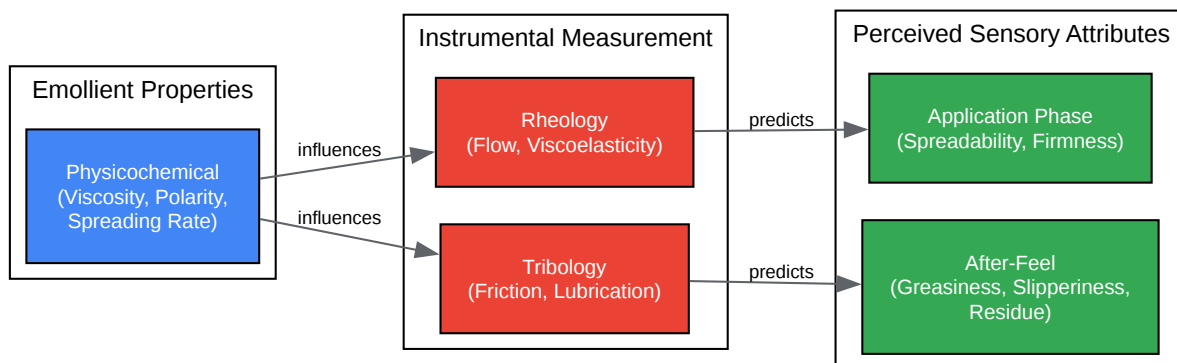 Emollient Properties
Physicochemical
(Viscosity, Polarity,
Spreading Rate)
influences
influences
Instrumental Measurement
Rheology
(Flow, Viscoelasticity)
Tribology
(Friction, Lubrication)
predicts
predicts
Perceived Sensory Attributes
Application Phase
(Spreadability, Firmness)
After-Feel
(Greasiness, Slipperiness,
Residue)